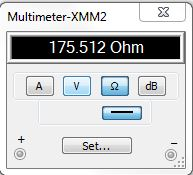 Multimeter-XMM2
175.512 Ohm
A V Ω dB
+ Set... −